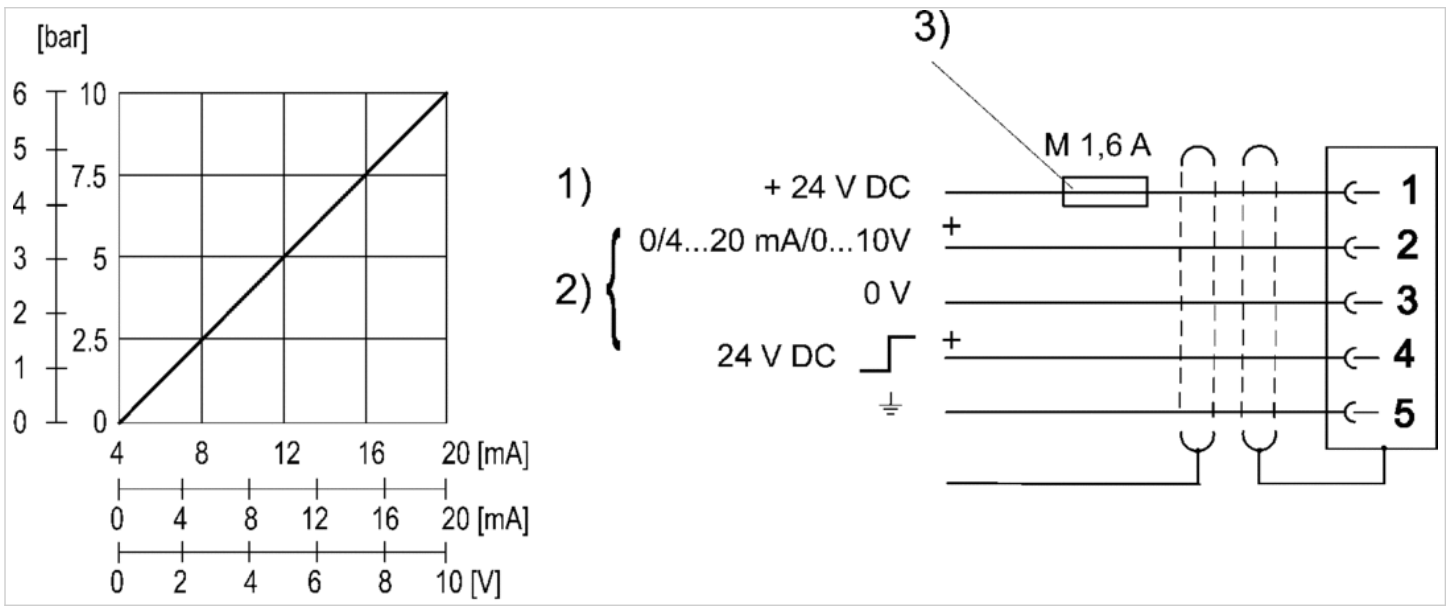 [bar]
6
5
4
3
2
1
0
10
7.5
5
2.5
0
4 8 12 16 20 [mA]
0 4 8 12 16 20 [mA]
0 2 4 6 8 10 [V]
3)
M 1,6 A
1) + 24 V DC 1
2) 0/4...20 mA/0...10V + 2
0 V 3
24 V DC + 4
5